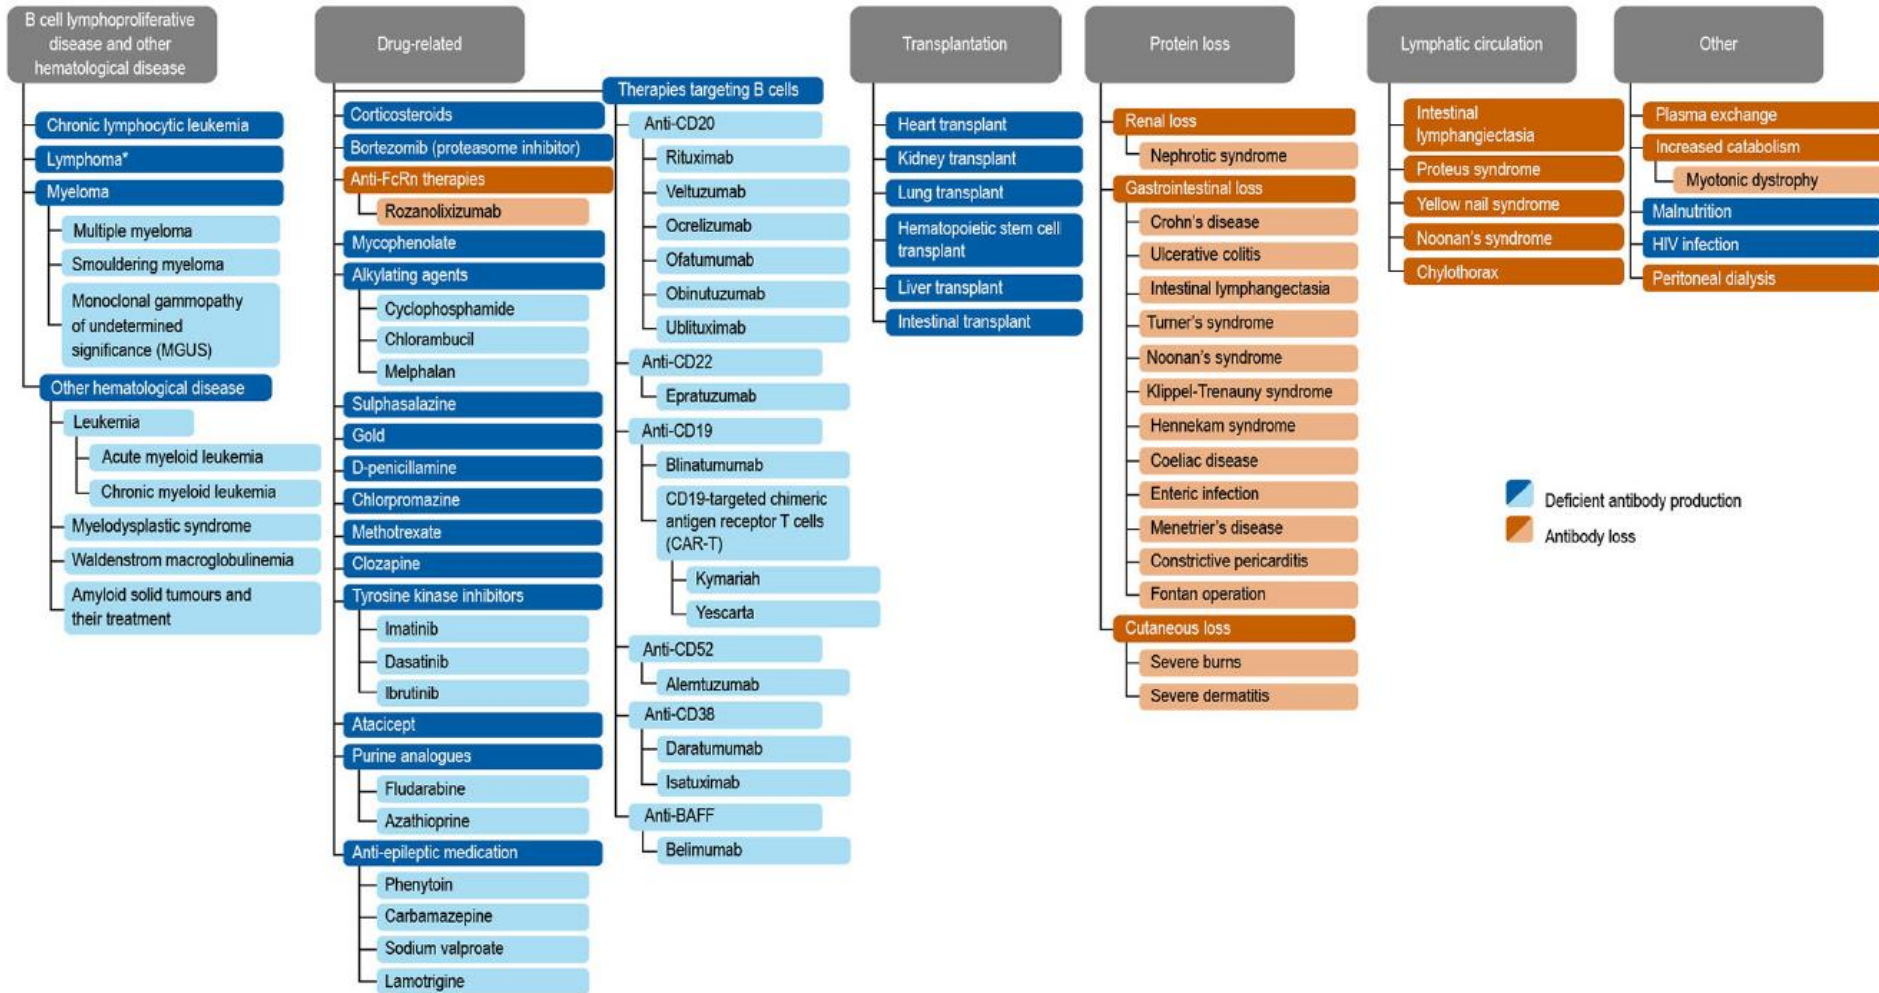 B cell lymphoproliferative
disease and other
hematological disease
Chronic lymphocytic leukemia
Lymphoma*
Myeloma
Multiple myeloma
Smouldering myeloma
Monoclonal gammopathy
of undetermined
significance (MGUS)
Other hematological disease
Leukemia
Acute myeloid leukemia
Chronic myeloid leukemia
Myelodysplastic syndrome
Waldenstrom macroglobulinemia
Amyloid solid tumours and
their treatment
Drug-related
Corticosteroids
Bortezomib (proteasome inhibitor)
Anti-FcRn therapies
Rozanolixizumab
Mycophenolate
Alkylating agents
Cyclophosphamide
Chlorambucil
Melphalan
Sulphasalazine
Gold
D-penicillamine
Chlorpromazine
Methotrexate
Clozapine
Tyrosine kinase inhibitors
Imatinib
Dasatinib
Ibrutinib
Atacicept
Purine analogues
Fludarabine
Azathioprine
Anti-epileptic medication
Phenytoin
Carbamazepine
Sodium valproate
Lamotrigine
Therapies targeting B cells
Anti-CD20
Rituximab
Veltuzumab
Ocrelizumab
Ofatumumab
Obinutuzumab
Ublituximab
Anti-CD22
Epratuzumab
Anti-CD19
Blinatumumab
CD19-targeted chimeric
antigen receptor T cells
(CAR-T)
Kymariah
Yescarta
Anti-CD52
Alemtuzumab
Anti-CD38
Daratumumab
Isatuximab
Anti-BAFF
Belimumab
Transplantation
Heart transplant
Kidney transplant
Lung transplant
Hematopoietic stem cell
transplant
Liver transplant
Intestinal transplant
Protein loss
Renal loss
Nephrotic syndrome
Gastrointestinal loss
Crohn's disease
Ulcerative colitis
Intestinal lymphangectasia
Turner's syndrome
Noonan's syndrome
Klippel-Trenauny syndrome
Hennekam syndrome
Coeliac disease
Enteric infection
Menetrier's disease
Constrictive pericarditis
Fontan operation
Cutaneous loss
Severe burns
Severe dermatitis
Lymphatic circulation
Intestinal
lymphangiectasia
Proteus syndrome
Yellow nail syndrome
Noonan's syndrome
Chylothorax
Other
Plasma exchange
Increased catabolism
Myotonic dystrophy
Malnutrition
HIV infection
Peritoneal dialysis
Deficient antibody production
Antibody loss